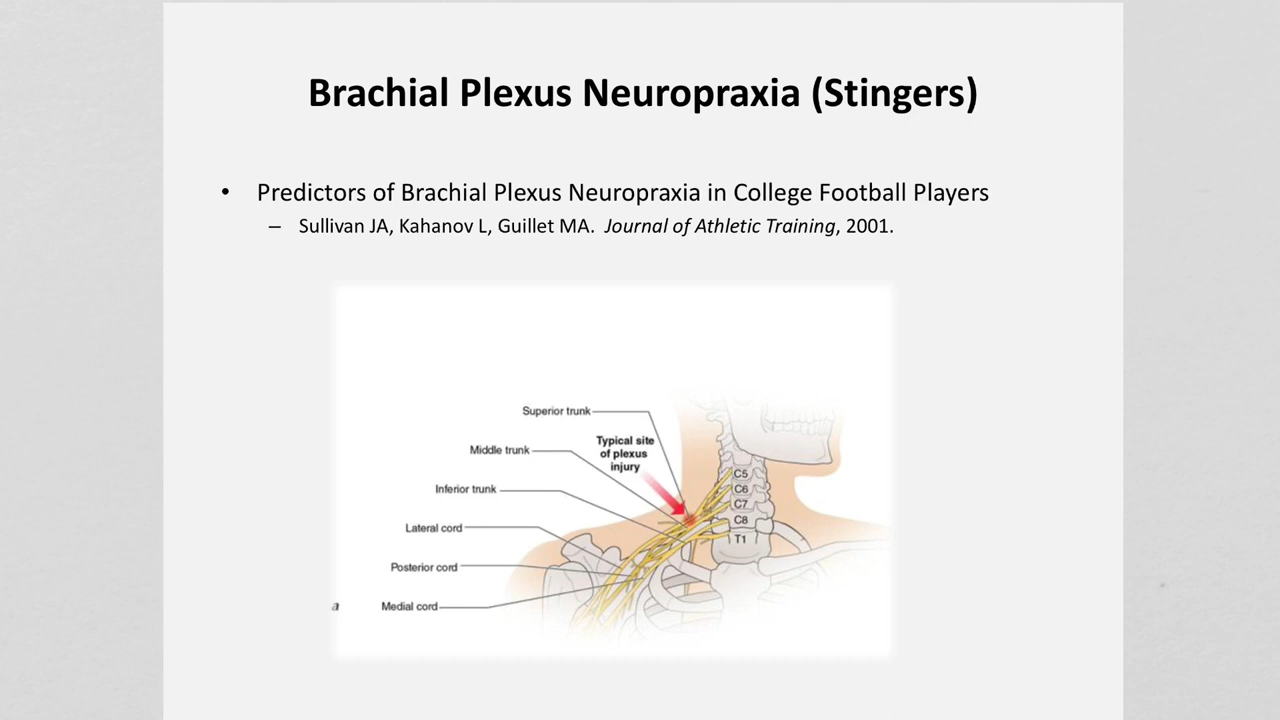 Brachial Plexus Neuropraxia (Stingers)
• Predictors of Brachial Plexus Neuropraxia in College Football Players
– Sullivan JA, Kahanov L, Guillet MA. Journal of Athletic Training, 2001.
Superior trunk
Middle trunk
Typical site
of plexus
injury
Inferior trunk
Lateral cord
Posterior cord
Medial cord
C5
C6
C7
C8
T1
a